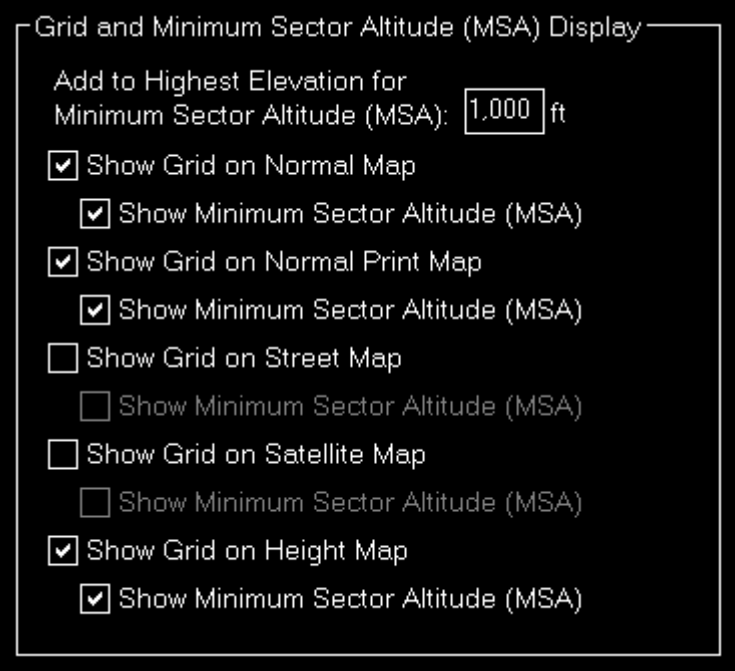 Grid and Minimum Sector Altitude (MSA) Display
Add to Highest Elevation for
Minimum Sector Altitude (MSA): 1,000 ft
Show Grid on Normal Map
Show Minimum Sector Altitude (MSA)
Show Grid on Normal Print Map
Show Minimum Sector Altitude (MSA)
Show Grid on Street Map
Show Minimum Sector Altitude (MSA)
Show Grid on Satellite Map
Show Minimum Sector Altitude (MSA)
Show Grid on Height Map
Show Minimum Sector Altitude (MSA)